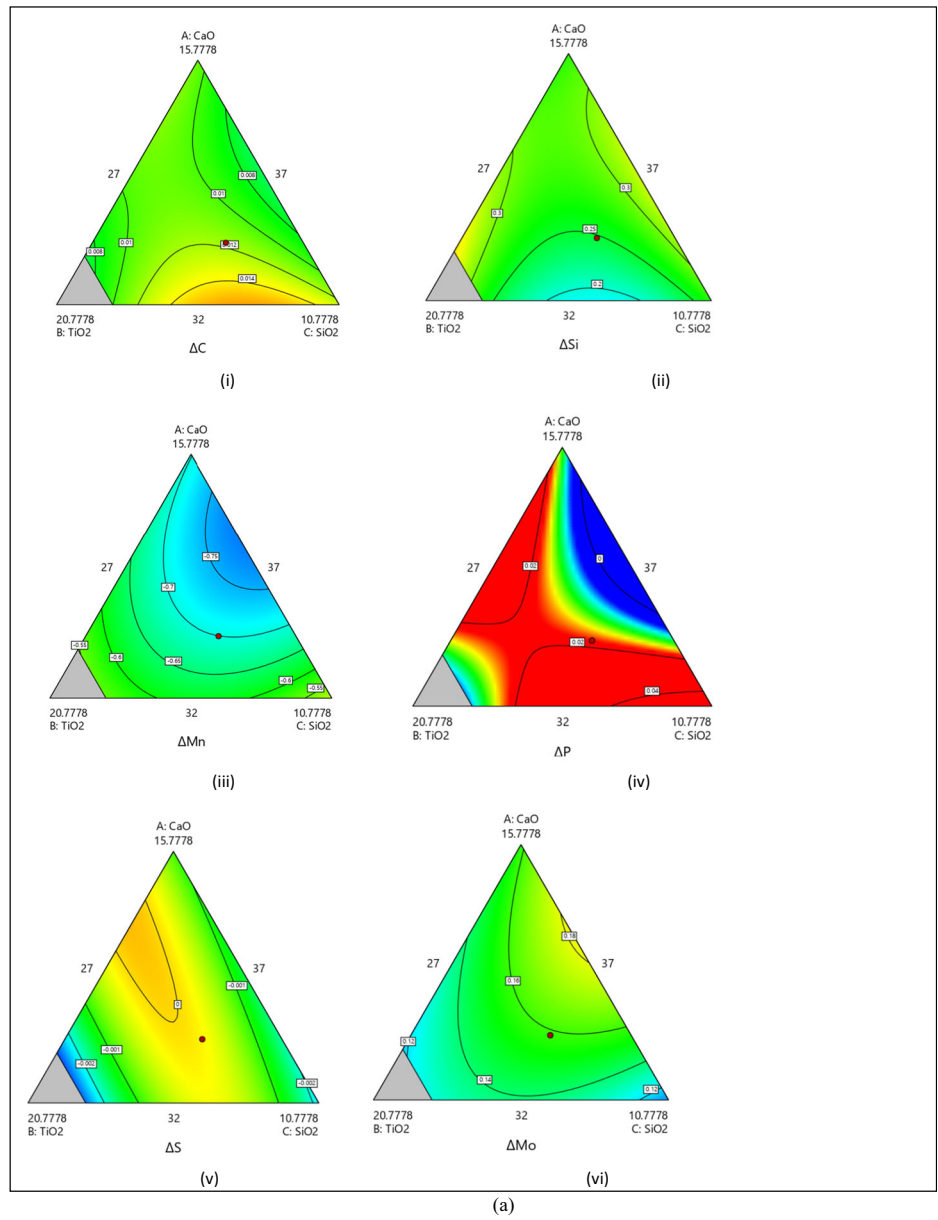 A: CaO
15.7778
0.008
27
37
0.01
0.01
0.012
0.008
0.014
20.7778
32
10.7778
B: TiO2
C: SiO2
ΔC
(i)
A: CaO
15.7778
27
37
0.3
0.3
0.25
0.2
20.7778
32
10.7778
B: TiO2
C: SiO2
ΔSi
(ii)
A: CaO
15.7778
-0.75
27
37
-0.7
-0.55
-0.6
-0.65
-0.6
-0.55
20.7778
32
10.7778
B: TiO2
C: SiO2
ΔMn
(iii)
A: CaO
15.7778
0
27
0.02
37
0.02
0.04
20.7778
32
10.7778
B: TiO2
C: SiO2
ΔP
(iv)
A: CaO
15.7778
27
37
-0.001
0
-0.001
-0.002
-0.002
20.7778
32
10.7778
B: TiO2
C: SiO2
ΔS
(v)
A: CaO
15.7778
0.18
27
37
0.16
0.12
0.14
0.12
20.7778
32
10.7778
B: TiO2
C: SiO2
ΔMo
(vi)
(a)